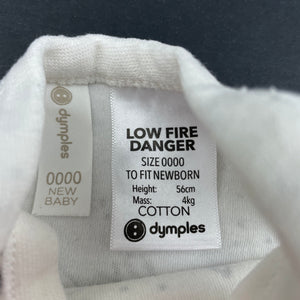 dymples
0000
NEW
BABY
LOW FIRE
DANGER
SIZE 0000
TO FIT NEWBORN
Height: 56cm
Mass: 4kg
COTTON
dymples